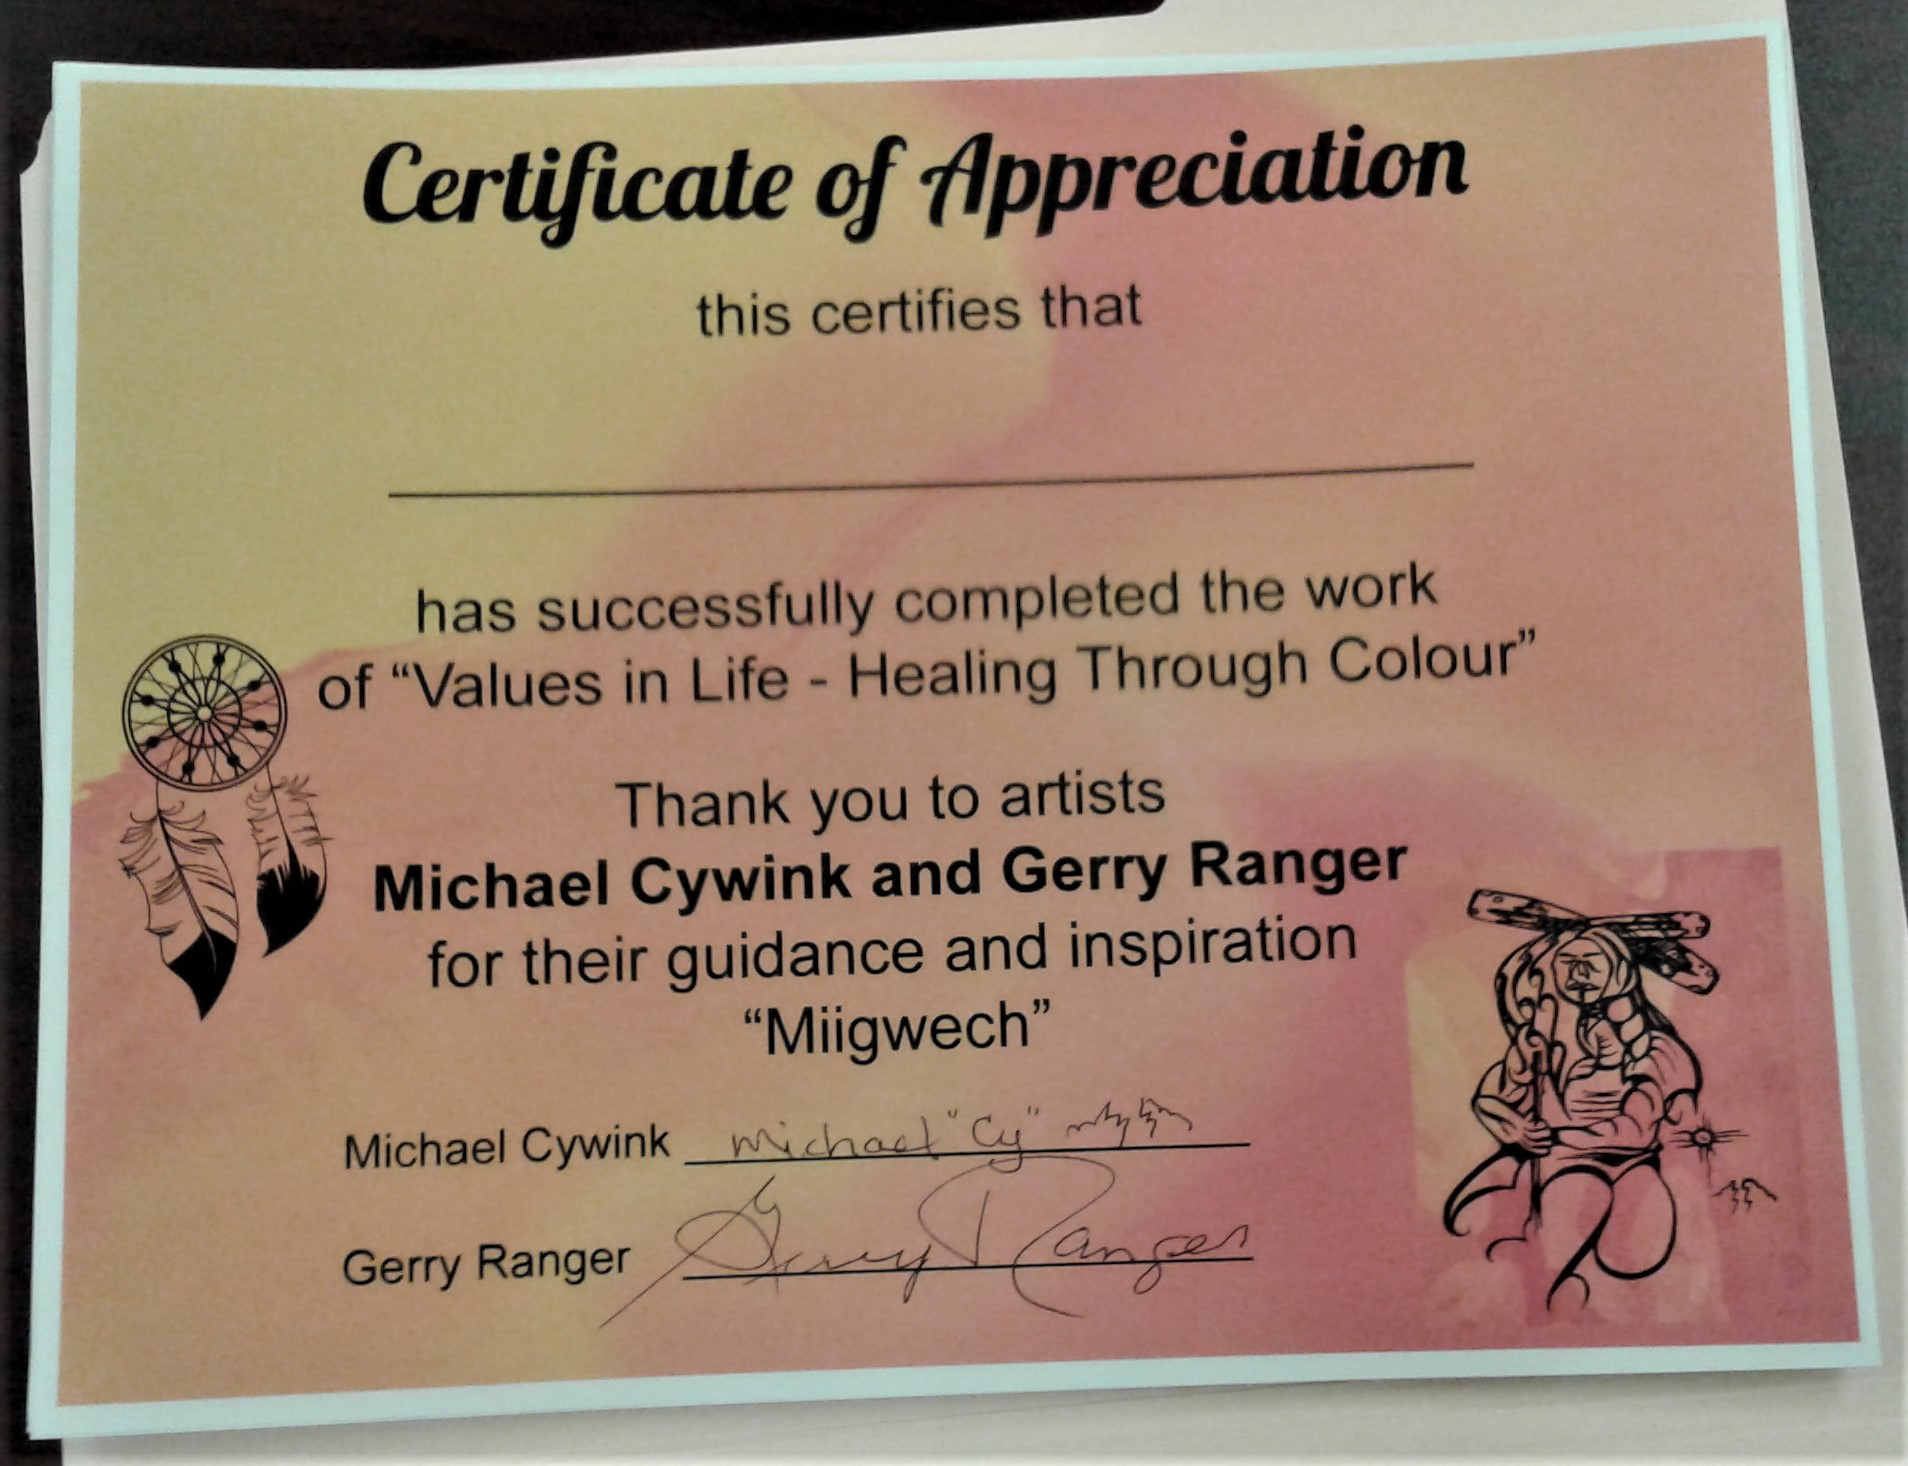 Certificate of Appreciation
this certifies that
has successfully completed the work
of “Values in Life - Healing Through Colour”
Thank you to artists
Michael Cywink and Gerry Ranger
for their guidance and inspiration
“Miigwech”
Michael Cywink Michael "Cy"
Gerry Ranger Gerry Ranger